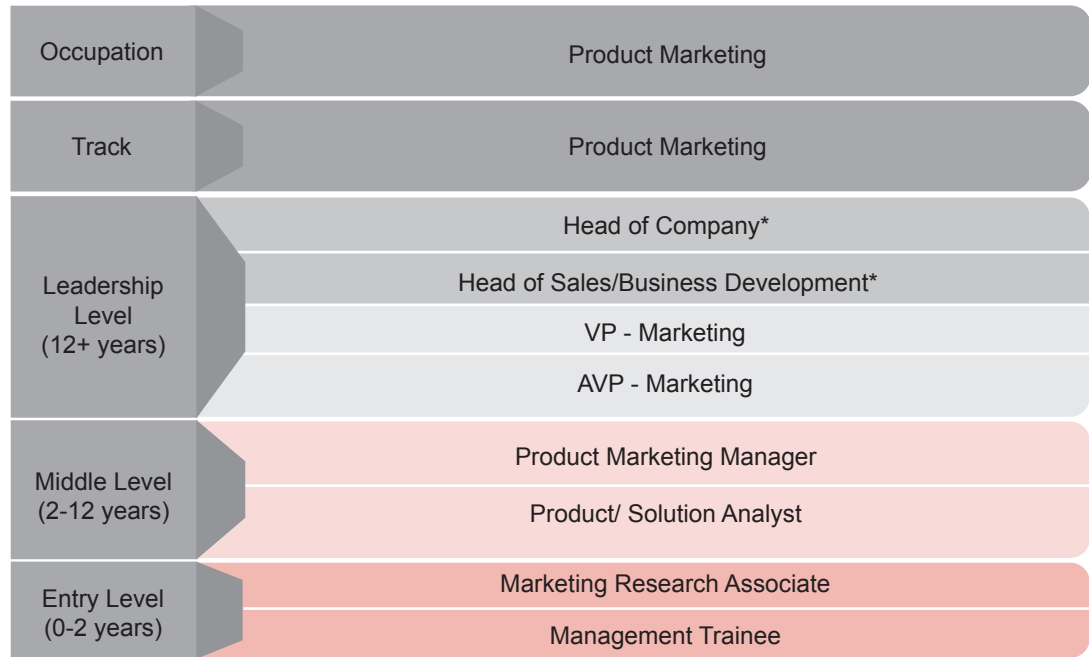 Occupation
Product Marketing
Track
Product Marketing
Leadership
Level
(12+ years)
Head of Company*
Head of Sales/Business Development*
VP - Marketing
AVP - Marketing
Middle Level
(2-12 years)
Product Marketing Manager
Product/ Solution Analyst
Entry Level
(0-2 years)
Marketing Research Associate
Management Trainee